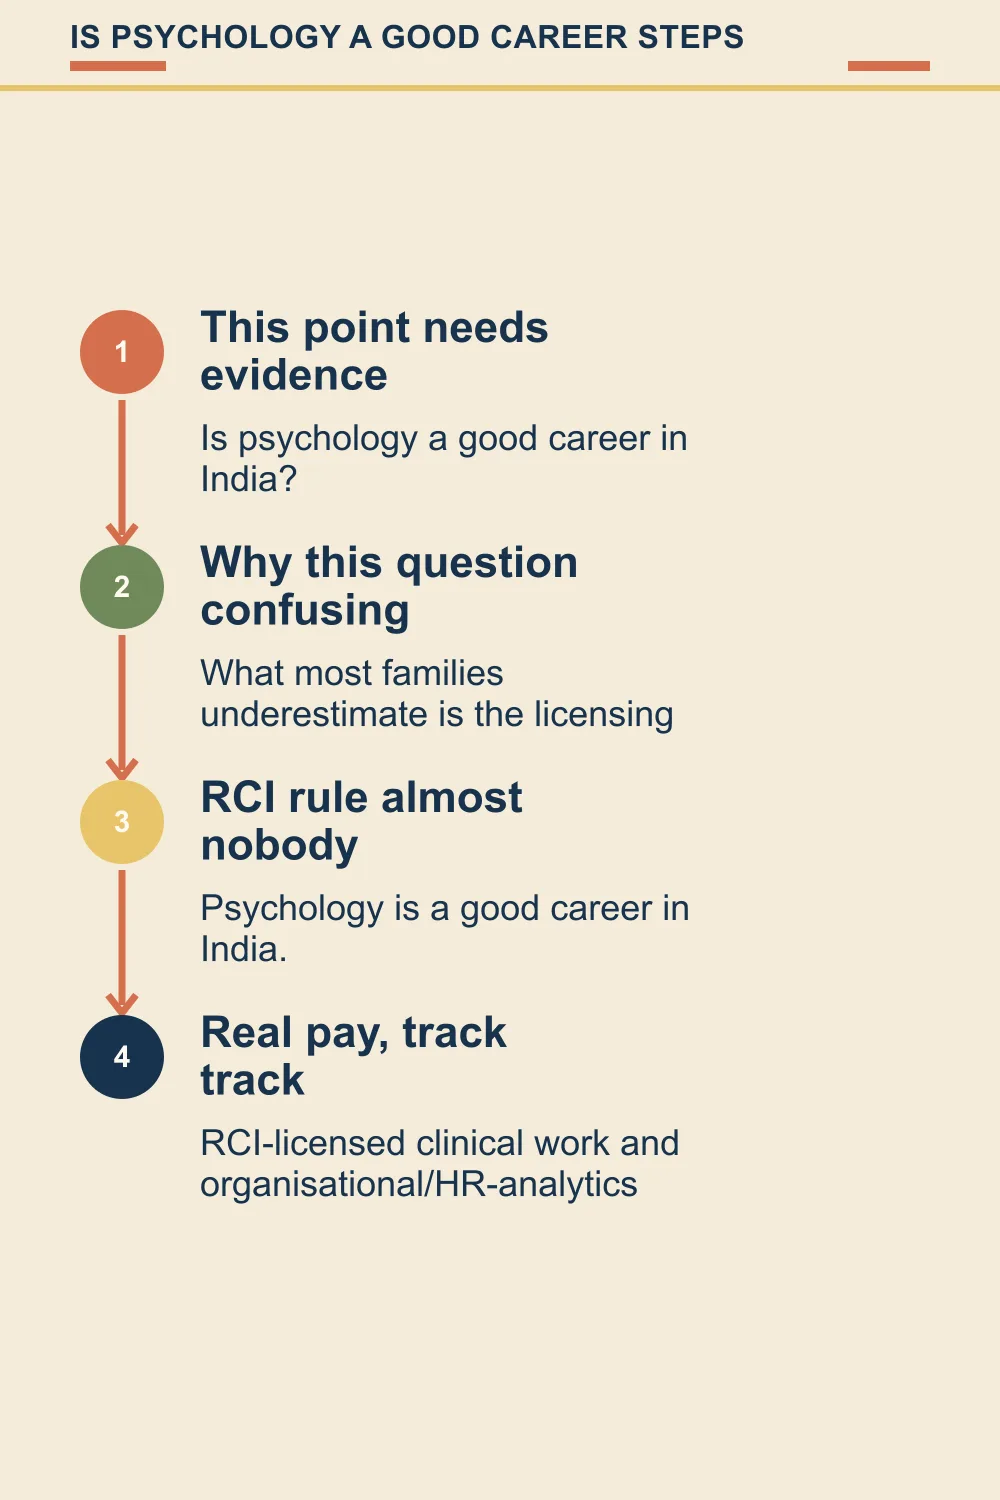 IS PSYCHOLOGY A GOOD CAREER STEPS
1
This point needs
evidence
Is psychology a good career in
India?
2
Why this question
confusing
What most families
underestimate is the licensing
3
RCI rule almost
nobody
Psychology is a good career in
India.
4
Real pay, track
track
RCI-licensed clinical work and
organisational/HR-analytics